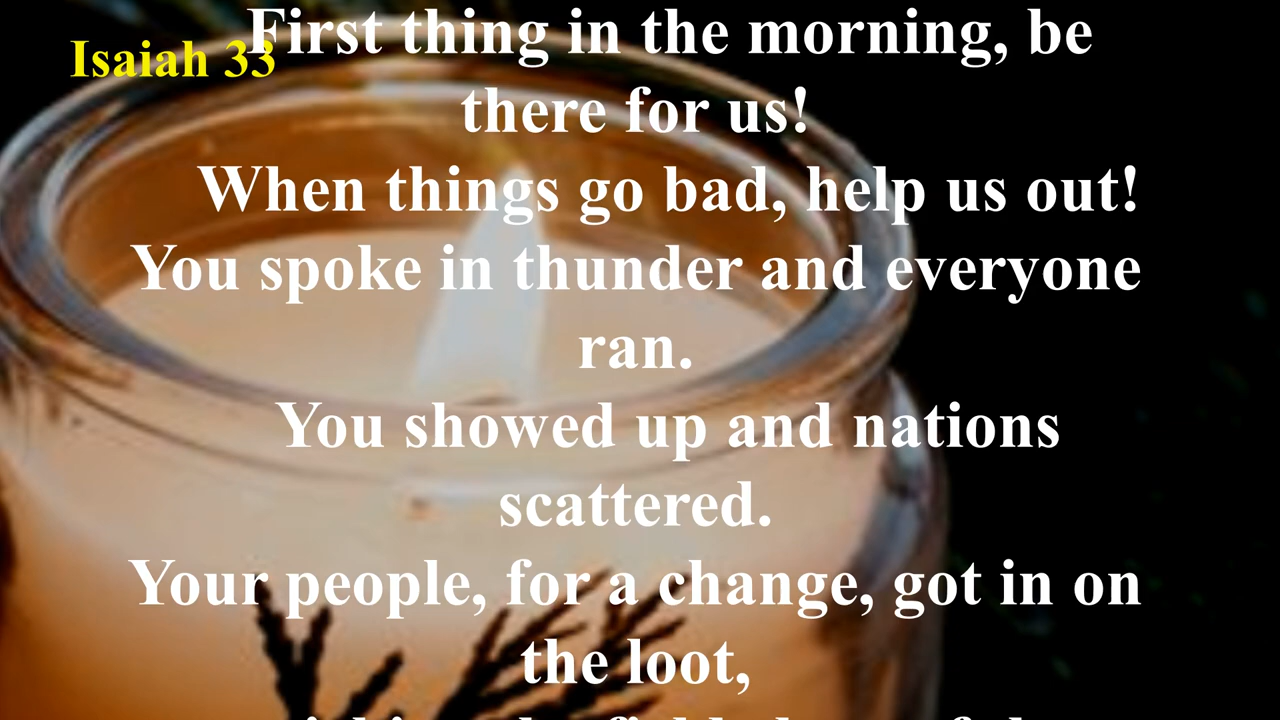 Isaiah 33
First thing in the morning, be
there for us!
When things go bad, help us out!
You spoke in thunder and everyone
ran.
You showed up and nations
scattered.
Your people, for a change, got in on
the loot,